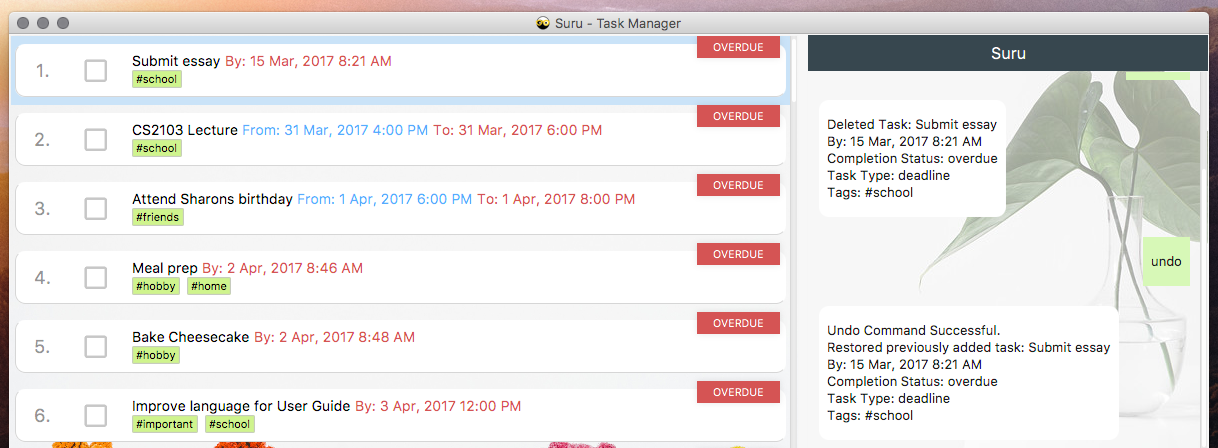 Suru - Task Manager
1.
Submit essay By: 15 Mar, 2017 8:21 AM
#school
OVERDUE
2.
CS2103 Lecture From: 31 Mar, 2017 4:00 PM To: 31 Mar, 2017 6:00 PM
#school
OVERDUE
3.
Attend Sharons birthday From: 1 Apr, 2017 6:00 PM To: 1 Apr, 2017 8:00 PM
#friends
OVERDUE
4.
Meal prep By: 2 Apr, 2017 8:46 AM
#hobby #home
OVERDUE
5.
Bake Cheesecake By: 2 Apr, 2017 8:48 AM
#hobby
OVERDUE
6.
Improve language for User Guide By: 3 Apr, 2017 12:00 PM
#important #school
OVERDUE
Suru
Deleted Task: Submit essay
By: 15 Mar, 2017 8:21 AM
Completion Status: overdue
Task Type: deadline
Tags: #school
undo
Undo Command Successful.
Restored previously added task: Submit essay
By: 15 Mar, 2017 8:21 AM
Completion Status: overdue
Task Type: deadline
Tags: #school